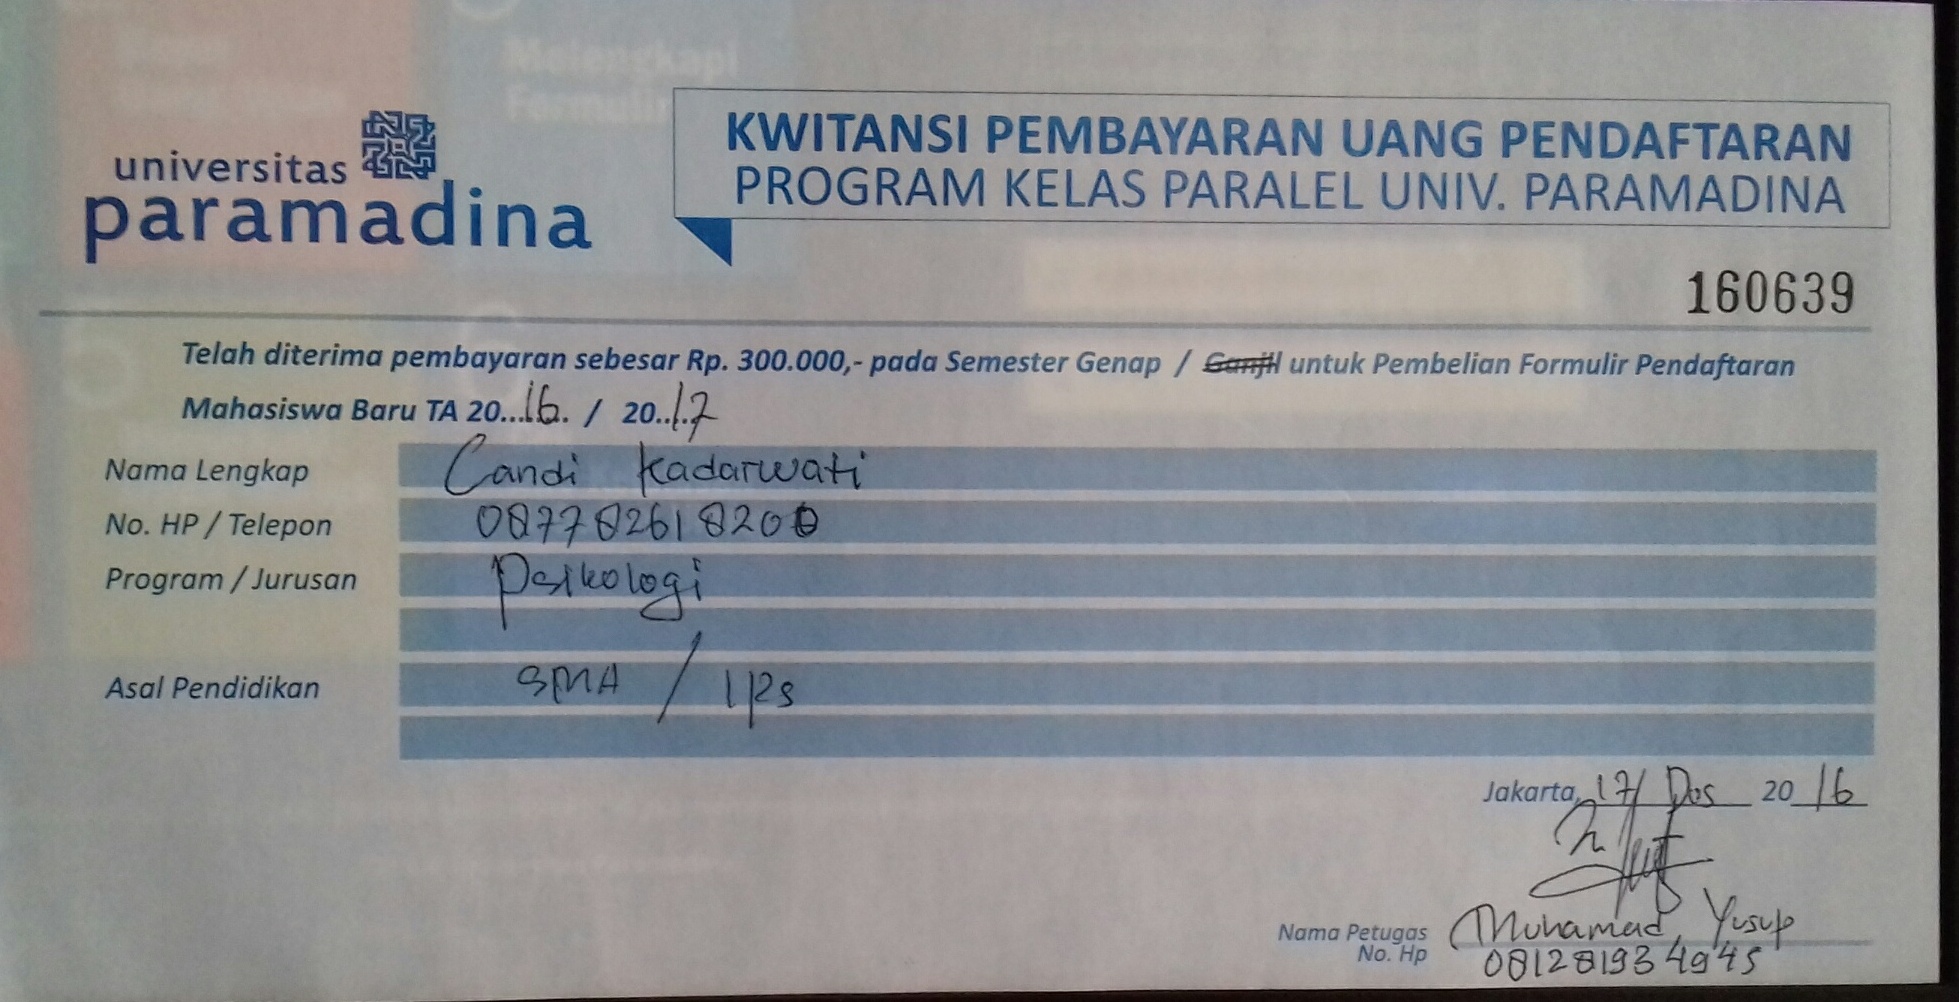 universitas
paramadina
KWITANSI PEMBAYARAN UANG PENDAFTARAN
PROGRAM KELAS PARALEL UNIV. PARAMADINA
160639
Telah diterima pembayaran sebesar Rp. 300.000,- pada Semester Genap / Ganjil untuk Pembelian Formulir Pendaftaran
Mahasiswa Baru TA 20...16. / 20..17
Nama Lengkap Candi Kadarwati
No. HP / Telepon 087782618200
Program / Jurusan Psikologi
Asal Pendidikan SMA / IPS
Jakarta, 17/ Des 20 16
Nama Petugas Muhamad Yusup
No. Hp 081281934945
Melengkapi
Formulir